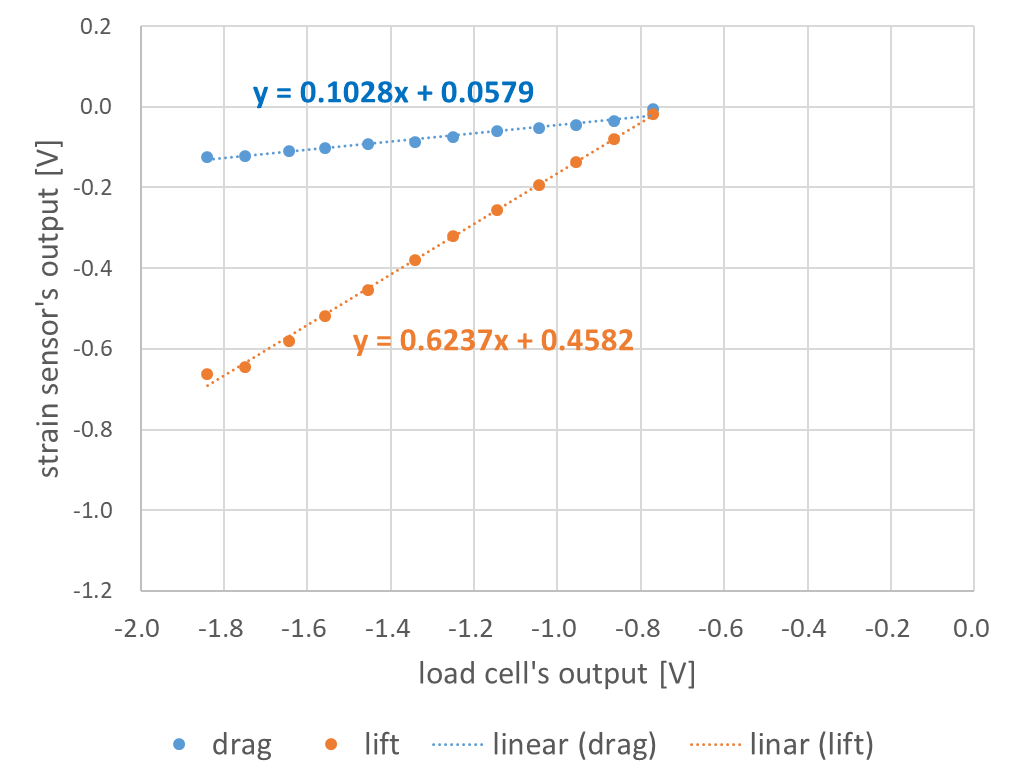 0.2
0.0
-0.2
-0.4
-0.6
-0.8
-1.0
-1.2
strain sensor's output [V]
y = 0.1028x + 0.0579
y = 0.6237x + 0.4582
-2.0 -1.8 -1.6 -1.4 -1.2 -1.0 -0.8 -0.6 -0.4 -0.2 0.0
load cell's output [V]
drag lift linear (drag) linar (lift)